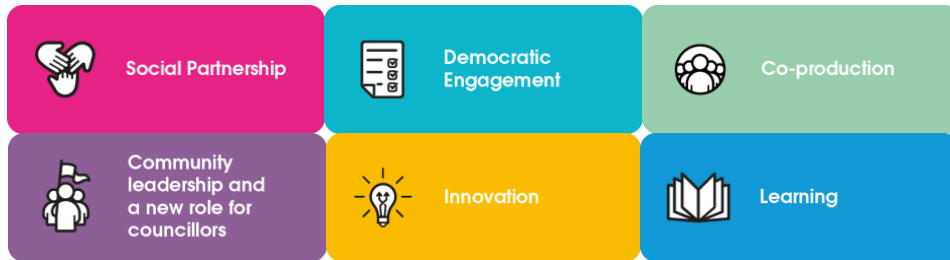 Social Partnership
Democratic
Engagement
Co-production
Community
leadership and
a new role for
councillors
Innovation
Learning